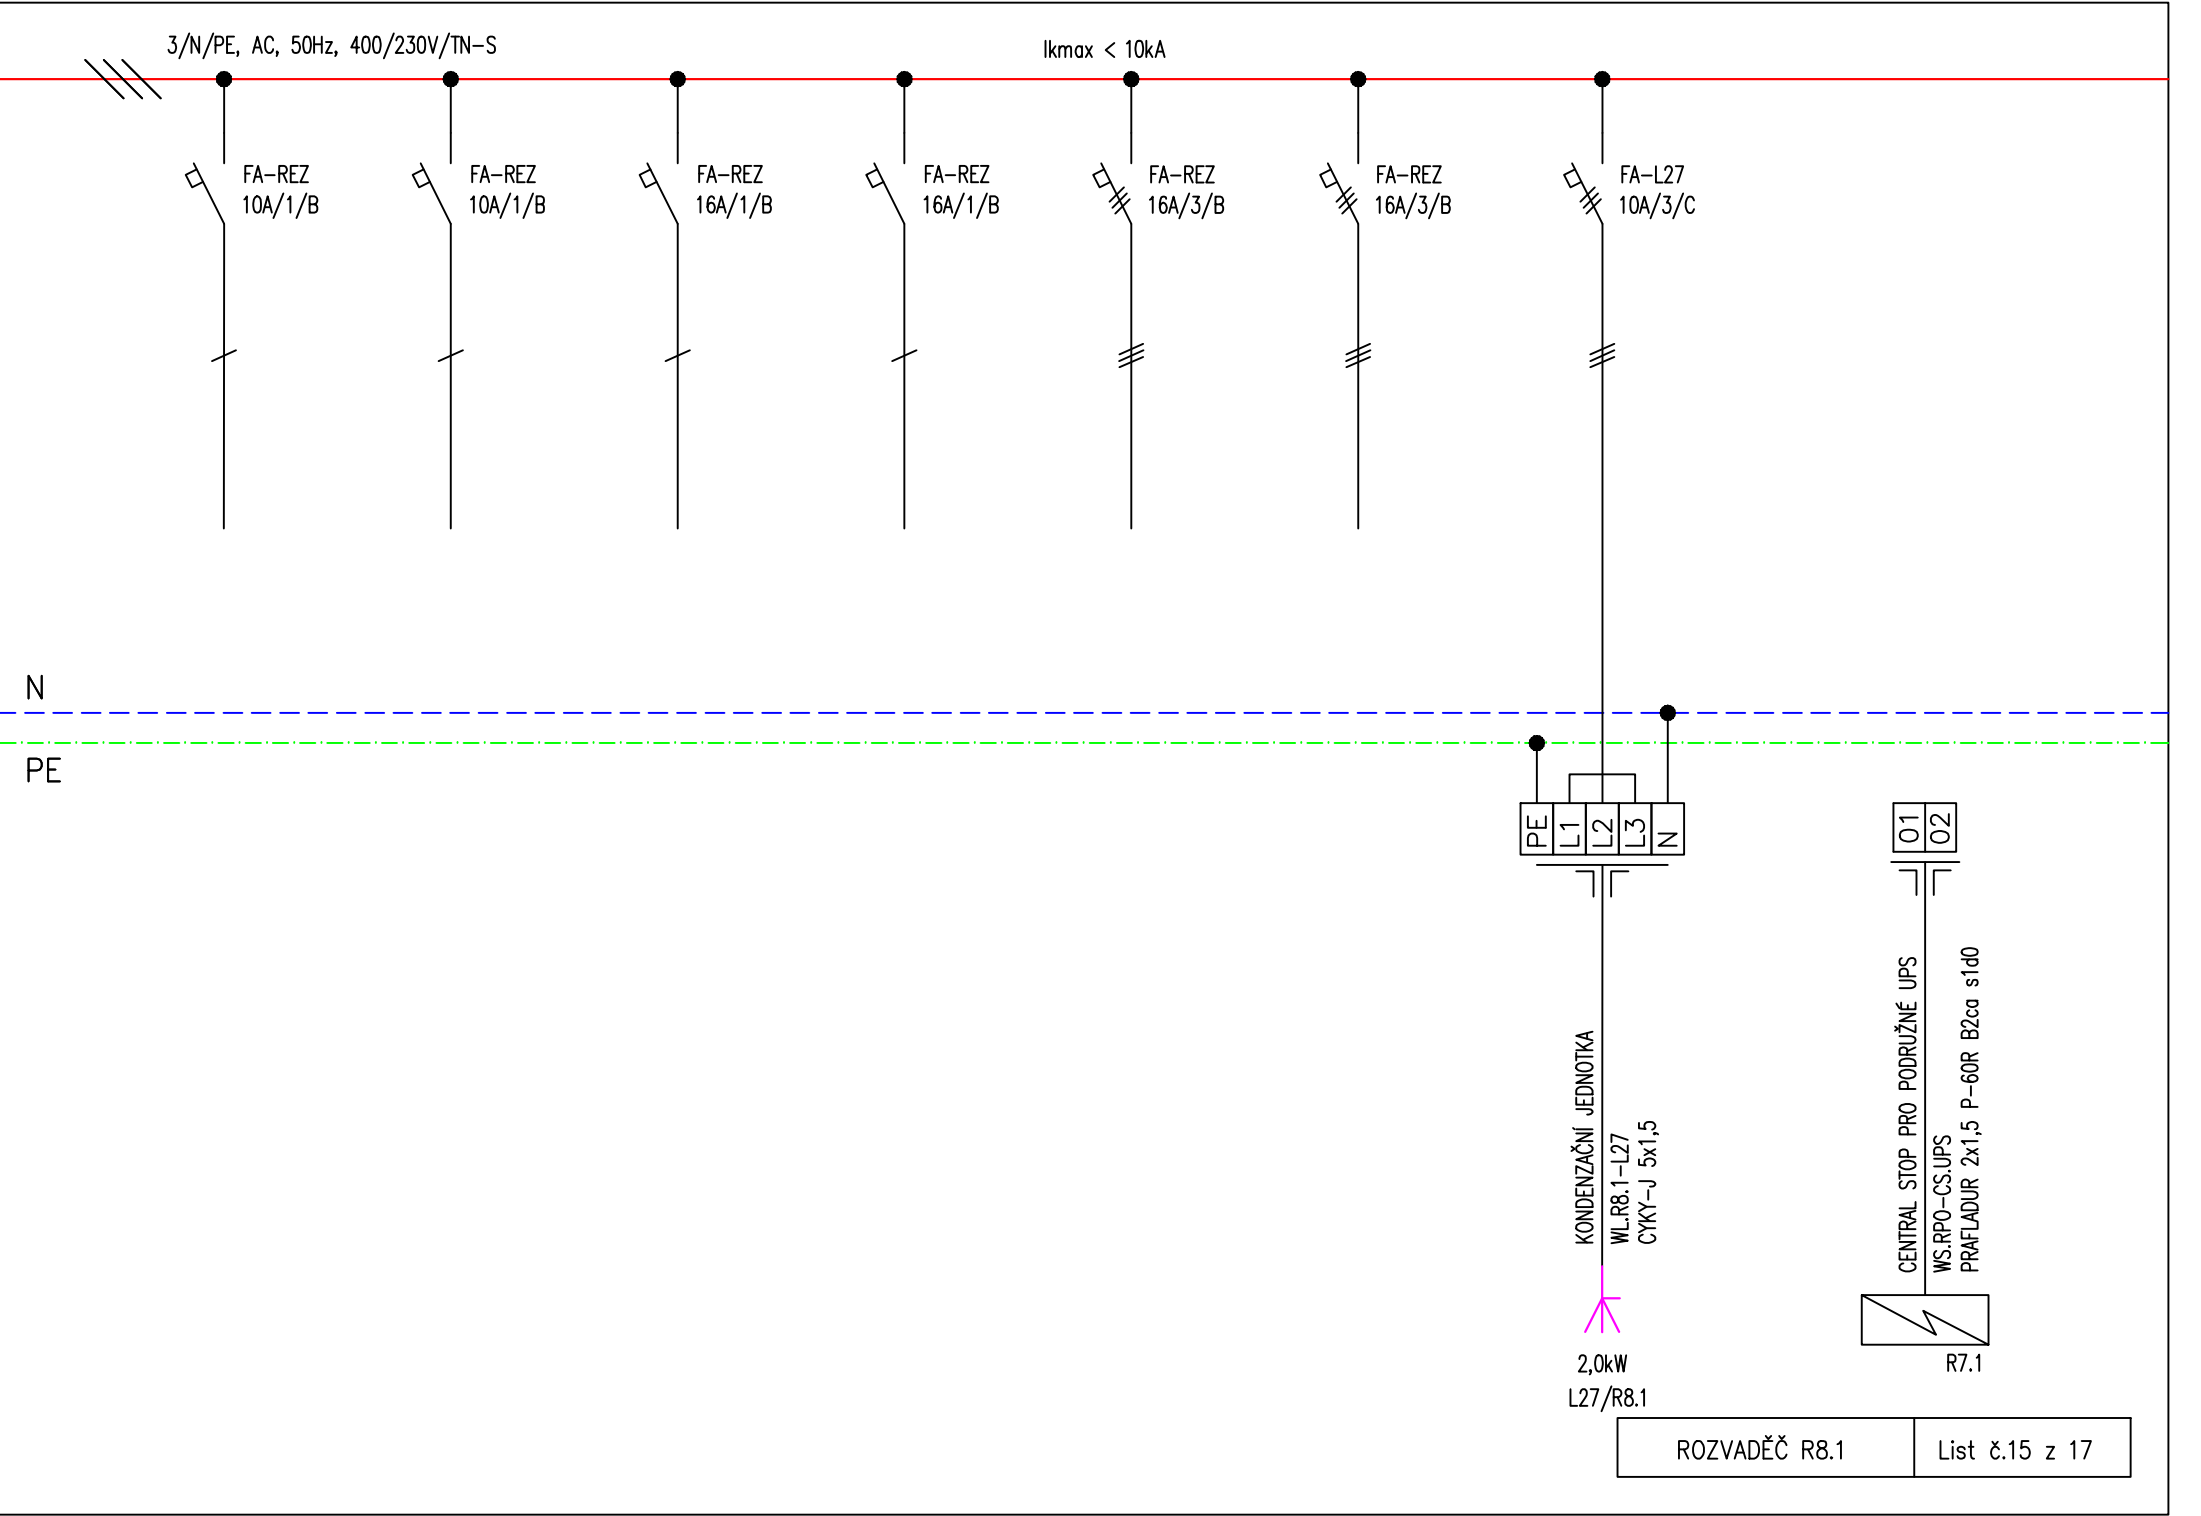 3/N/PE, AC, 50Hz, 400/230V/TN-S
Ikmax < 10kA
FA-REZ
10A/1/B
FA-REZ
10A/1/B
FA-REZ
16A/1/B
FA-REZ
16A/1/B
FA-REZ
16A/3/B
FA-REZ
16A/3/B
FA-L27
10A/3/C
N
PE
PE
L1
L2
L3
N
O1
O2
KONDENZAČNÍ JEDNOTKA
WL.R8.1-L27
CYKY-J 5x1,5
CENTRAL STOP PRO PODRUŽNÉ UPS
WS.RPO-CS.UPS
PRAFLADUR 2x1,5 P-60R B2ca s1d0
2,0kW
L27/R8.1
R7.1
ROZVADĚČ R8.1
List č.15 z 17